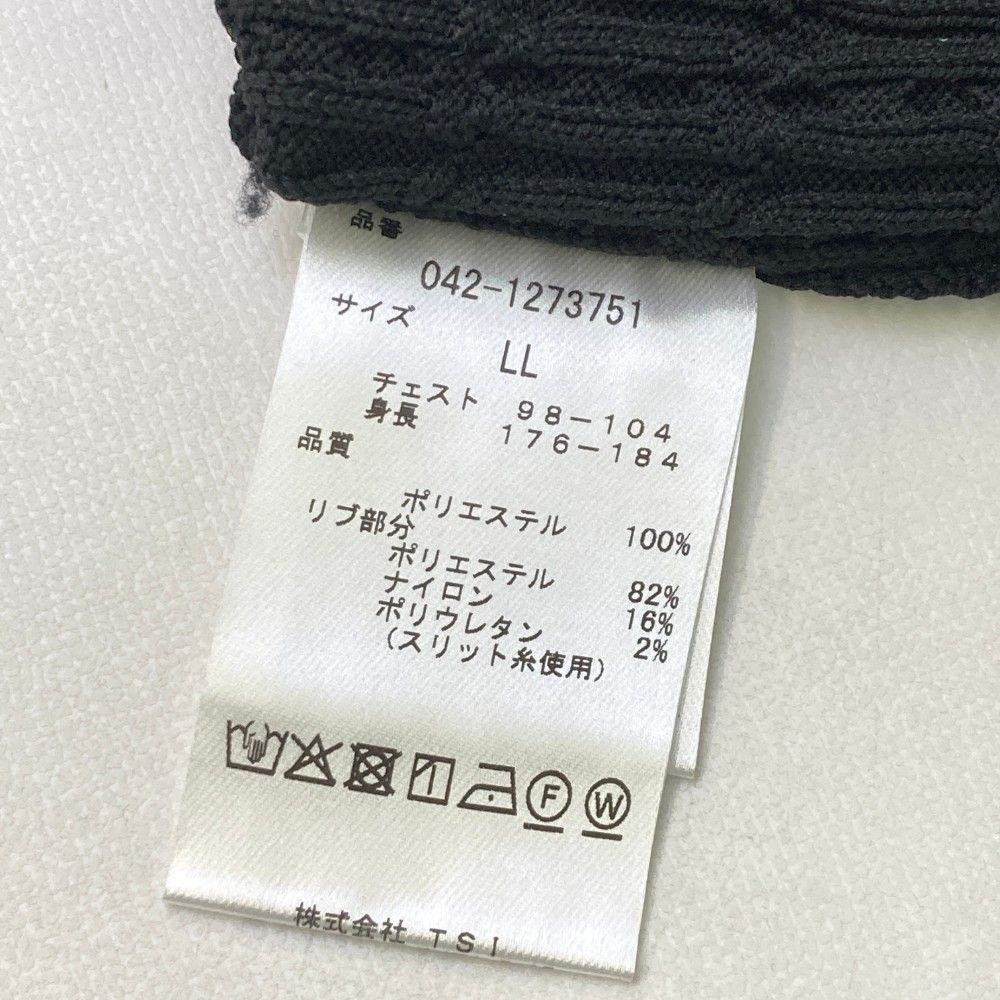 品番
042-1273751
サイズ
LL
チェスト 98-104
身長 176-184
品質
ポリエステル 100%
リブ部分
ポリエステル 82%
ナイロン 16%
ポリウレタン 2%
(スリット糸使用)
F W
株式会社 TSI